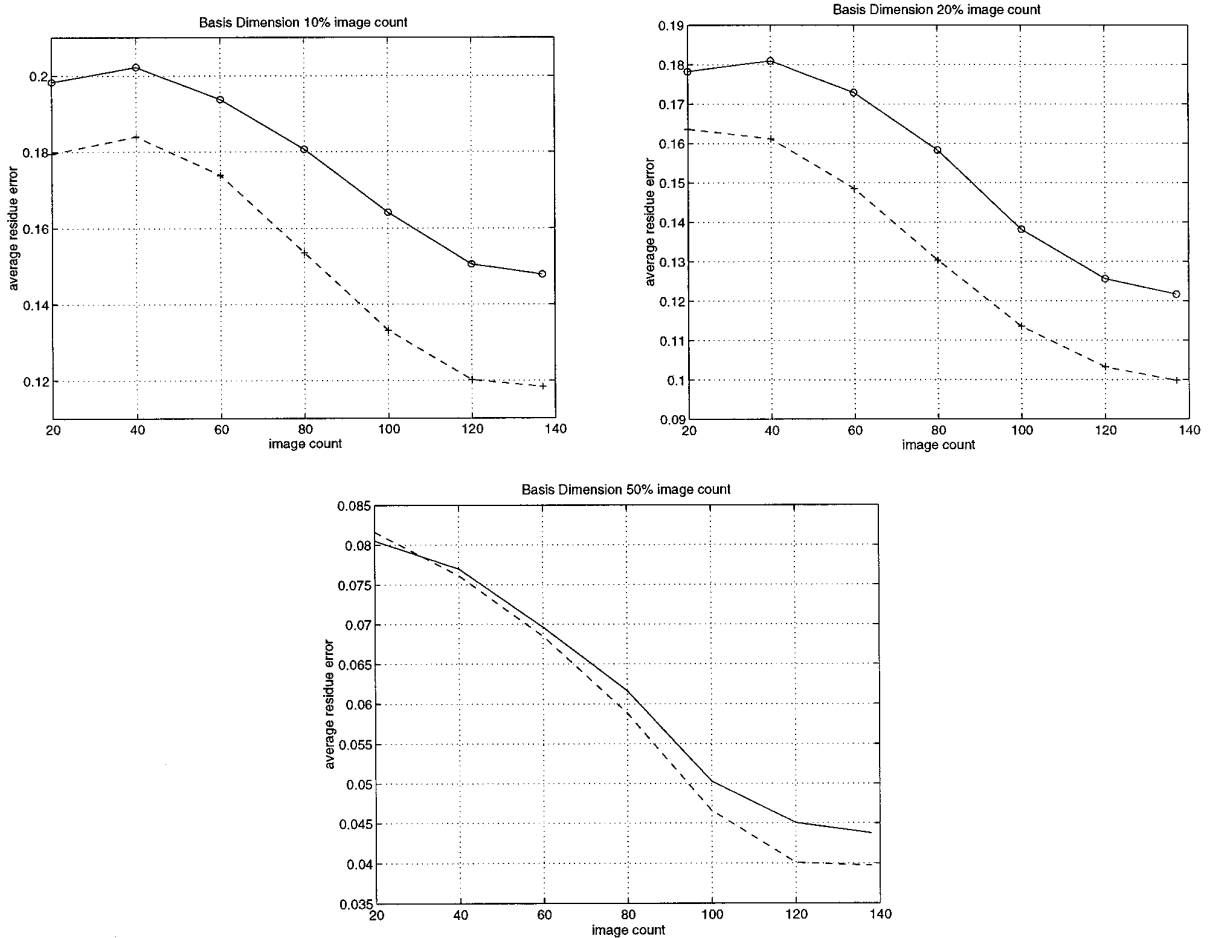 Basis Dimension 10% image count
0.2
0.18
0.16
0.14
0.12
average residue error
20 40 60 80 100 120 140
image count
Basis Dimension 20% image count
0.19
0.18
0.17
0.16
0.15
0.14
0.13
0.12
0.11
0.1
0.09
average residue error
20 40 60 80 100 120 140
image count
Basis Dimension 50% image count
0.085
0.08
0.075
0.07
0.065
0.06
0.055
0.05
0.045
0.04
0.035
average residue error
20 40 60 80 100 120 140
image count